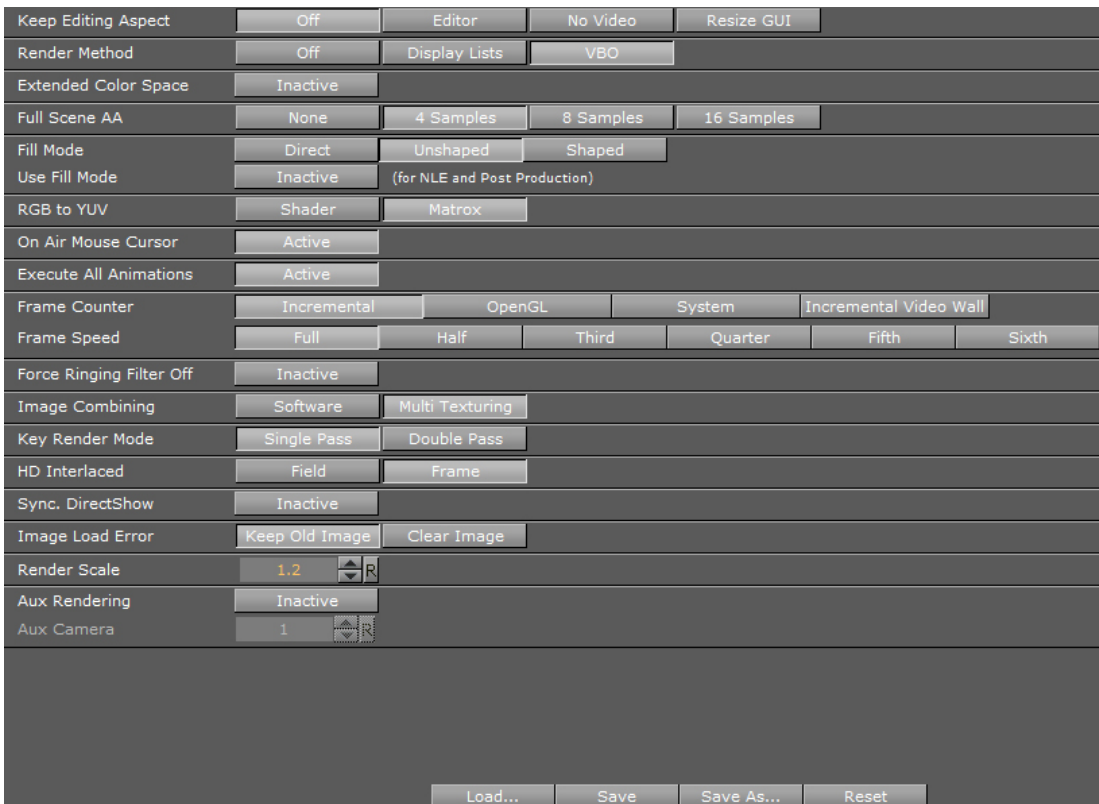 Keep Editing Aspect Off Editor No Video Resize GUI
Render Method Off Display Lists VBO
Extended Color Space Inactive
Full Scene AA None 4 Samples 8 Samples 16 Samples
Fill Mode Direct Unshaped Shaped
Use Fill Mode Inactive (for NLE and Post Production)
RGB to YUV Shader Matrox
On Air Mouse Cursor Active
Execute All Animations Active
Frame Counter Incremental OpenGL System Incremental Video Wall
Frame Speed Full Half Third Quarter Fifth Sixth
Force Ringing Filter Off Inactive
Image Combining Software Multi Texturing
Key Render Mode Single Pass Double Pass
HD Interlaced Field Frame
Sync. DirectShow Inactive
Image Load Error Keep Old Image Clear Image
Render Scale 1.2 R
Aux Rendering Inactive
Aux Camera 1 R
Load... Save Save As... Reset